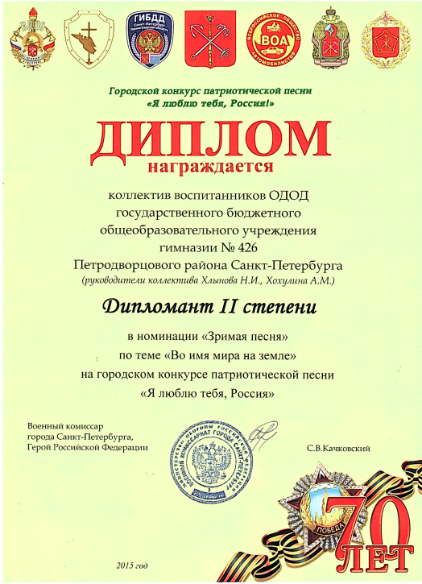 ГИБДД
ВОА
Городской конкурс патриотической песни
«Я люблю тебя, Россия!»
ДИПЛОМ
награждается
коллектив воспитанников ОДОД
государственного бюджетного
общеобразовательного учреждения
гимназии № 426
Петродворцового района Санкт-Петербурга
(руководители коллектива Хлынова Н.И., Хохулина А.М.)
Дипломант II степени
в номинации «Зримая песня»
по теме «Во имя мира на земле»
на городском конкурсе патриотической песни
«Я люблю тебя, Россия»
Военный комиссар
города Санкт-Петербурга,
Герой Российской Федерации
С.В.Качковский
ПОБЕДА
70
ЛЕТ
2015 год